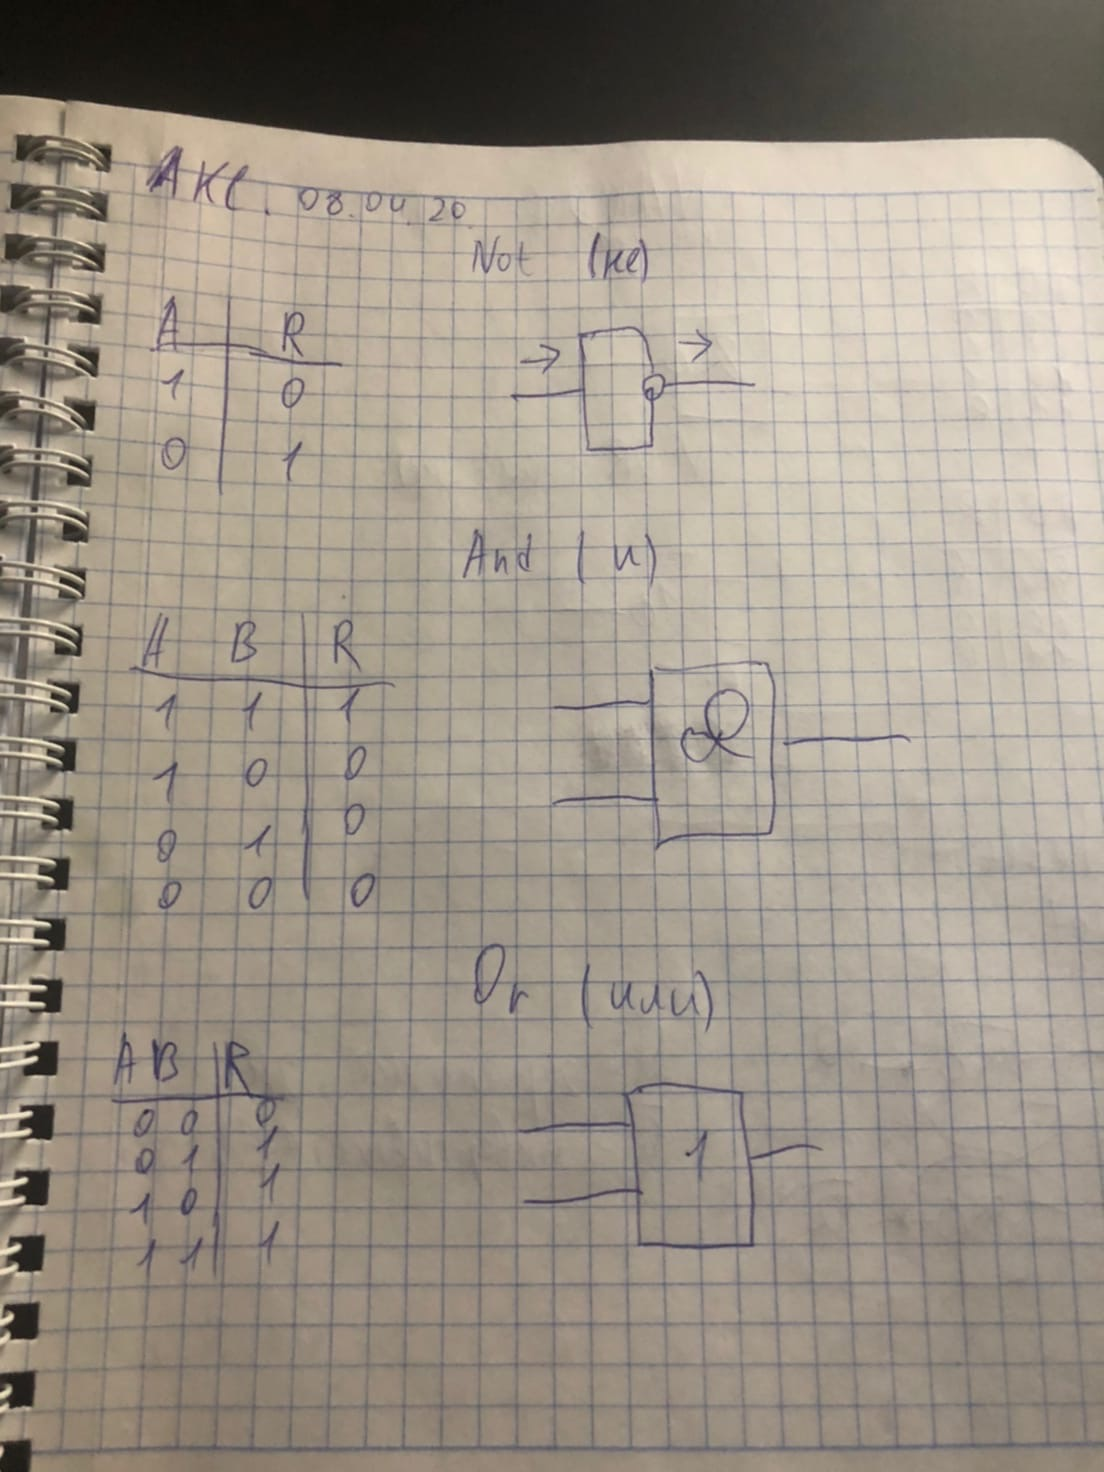 АКС. 08.04.20
Not (не)
A R
1 0
0 1
And (и)
A B R
1 1 1
1 0 0
0 1 0
0 0 0
&
Or (или)
A B R
0 0 0
0 1 1
1 0 1
1 1 1
1